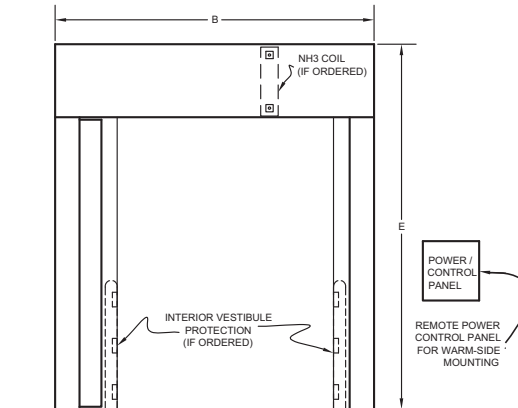 B
NH3 COIL
(IF ORDERED)
E
POWER /
CONTROL
PANEL
INTERIOR VESTIBULE
PROTECTION
(IF ORDERED)
REMOTE POWER
CONTROL PANEL
FOR WARM-SIDE
MOUNTING